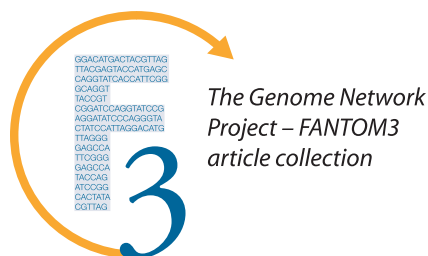 GGACATGACTACGTTAG
TTACGAGTACCATGAGC
CAGGTATCACCATTCGG
GCAGGT
TACCGT
CGGATCCAGGTATCCG
AGGATATCCCAGGGTA
CTATCCATTAGGACATG
TTAGGG
GAGCCA
TTCGGG
GAGCCA
TACCAG
ATCCGG
CACTATA
CGTTAG
3
The Genome Network
Project – FANTOM3
article collection